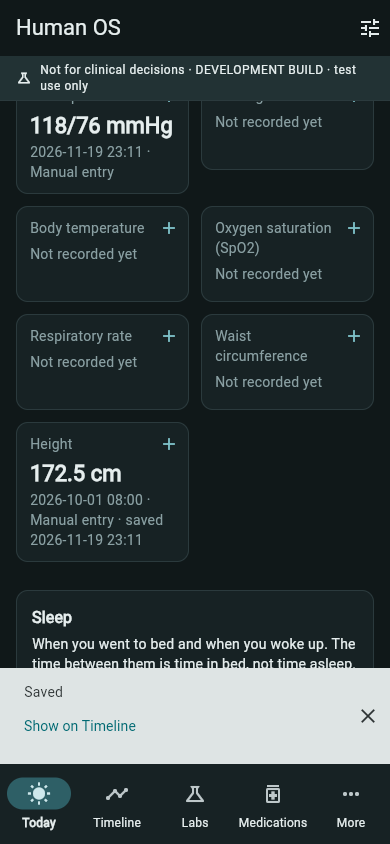 Human OS
Not for clinical decisions · DEVELOPMENT BUILD · test
use only
118/76 mmHg
2026-11-19 23:11 ·
Manual entry
Not recorded yet
Body temperature
Not recorded yet
Oxygen saturation
(SpO2)
Not recorded yet
Respiratory rate
Not recorded yet
Waist
circumference
Not recorded yet
Height
172.5 cm
2026-10-01 08:00 ·
Manual entry · saved
2026-11-19 23:11
Sleep
When you went to bed and when you woke up. The
time between them is time in bed, not time asleep.
Saved
Show on Timeline
Today
Timeline
Labs
Medications
More